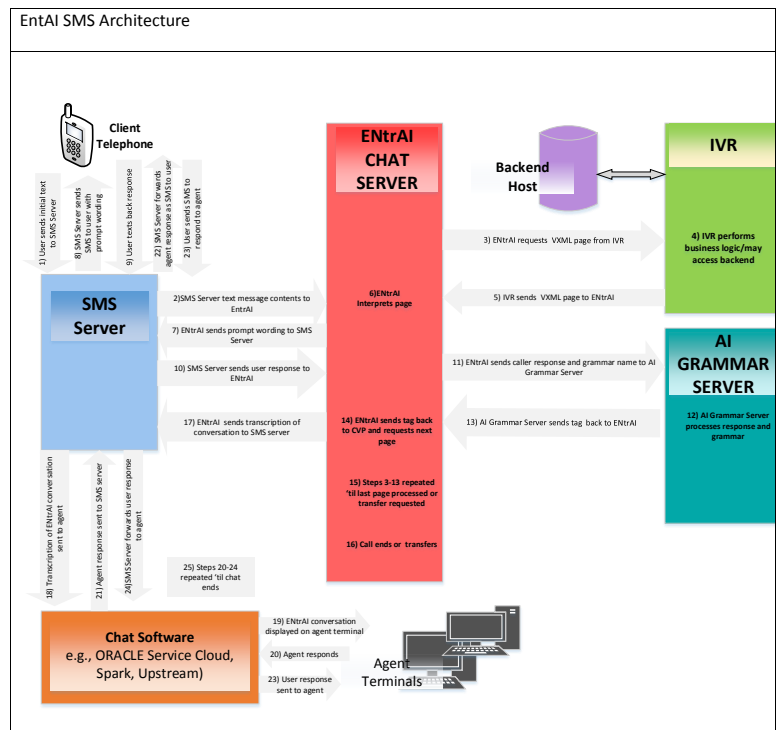 EntAI SMS Architecture
Client
Telephone
ENtrAI
CHAT
SERVER
Backend
Host
IVR
1) User sends initial text
to SMS Server
8) SMS Server sends
SMS to user with
prompt wording
9) User texts back response
22) SMS Server forwards
agent response as SMS to user
23) User sends SMS to
respond to agent
3) ENtrAI requests VXML page from IVR
4) IVR performs
business logic/may
access backend
SMS
Server
2)SMS Server text message contents to
EntrAI
6)ENtrAI
Interprets page
5) IVR sends VXML page to ENtrAI
7) ENtrAI sends prompt wording to SMS
Server
AI
GRAMMAR
SERVER
10) SMS Server sends user response to
ENtrAI
11) ENtrAI sends caller response and grammar name to AI
Grammar Server
17) ENtrAI sends transcription of
conversation to SMS server
14) ENtrAI sends tag back
to CVP and requests next
page
13) AI Grammar Server sends tag back to ENtrAI
12) AI Grammar Server
processes response and
grammar
15) Steps 3-13 repeated
'til last page processed or
transfer requested
16) Call ends or transfers
18) Transcription of ENtrAI conversation
sent to agent
21) Agent response sent to SMS server
24)SMS Server forwards user response
to agent
25) Steps 20-24
repeated 'til chat
ends
Chat Software
e.g., ORACLE Service Cloud,
Spark, Upstream)
19) ENtrAI conversation
displayed on agent terminal
20) Agent responds
23) User response
sent to agent
Agent
Terminals